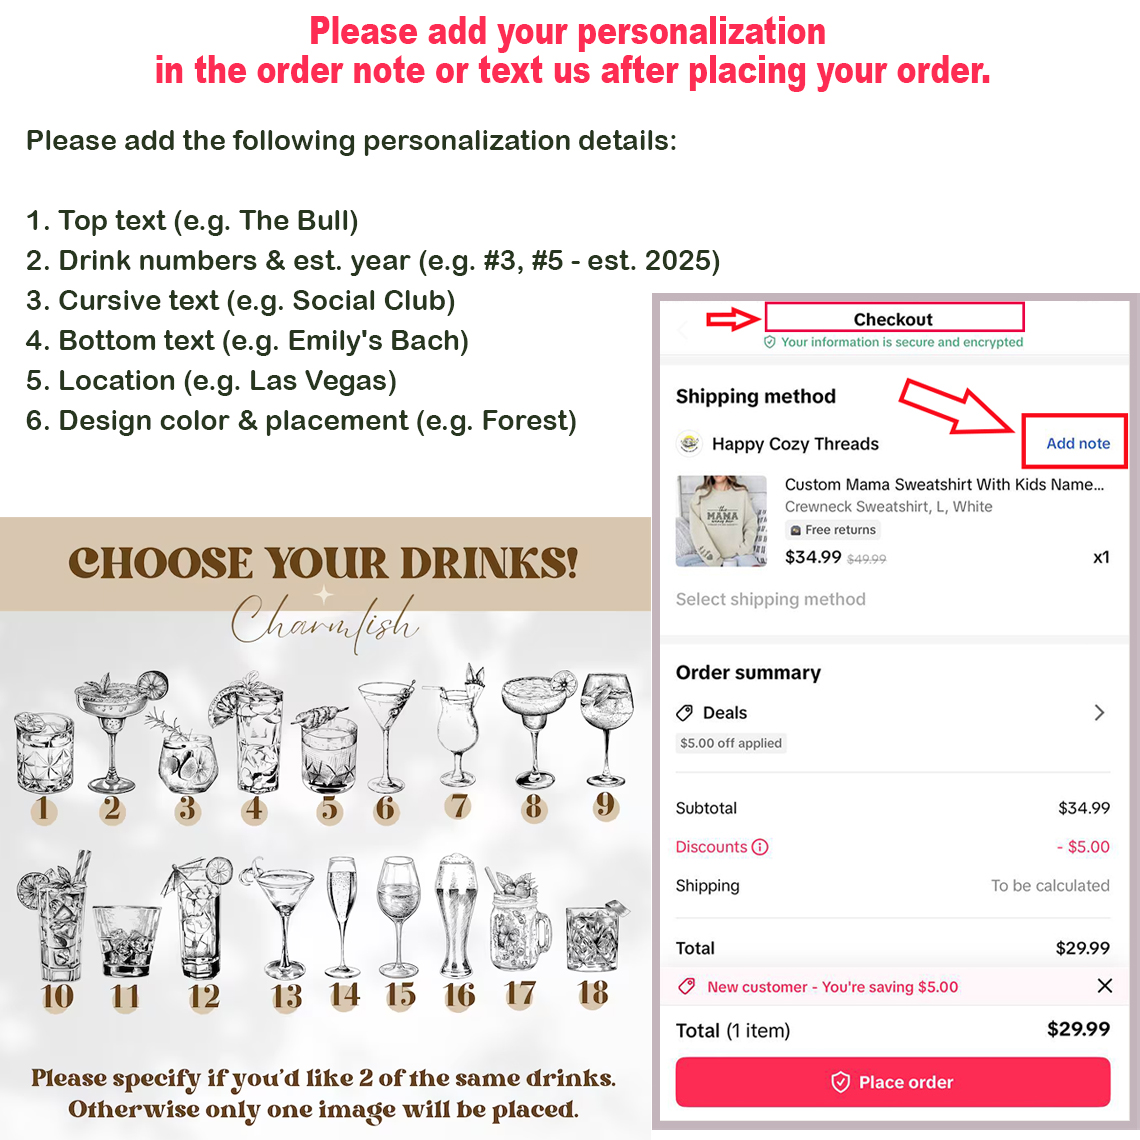 Please add your personalization
in the order note or text us after placing your order.
Please add the following personalization details:
1. Top text (e.g. The Bull)
2. Drink numbers & est. year (e.g. #3, #5 - est. 2025)
3. Cursive text (e.g. Social Club)
4. Bottom text (e.g. Emily's Bach)
5. Location (e.g. Las Vegas)
6. Design color & placement (e.g. Forest)
CHOOSE YOUR DRINKS!
Charmlish
1 2 3 4 5 6 7 8 9
10 11 12 13 14 15 16 17 18
Please specify if you'd like 2 of the same drinks.
Otherwise only one image will be placed.
Checkout
Your information is secure and encrypted
Shipping method
Happy Cozy Threads
Add note
Custom Mama Sweatshirt With Kids Name...
Crewneck Sweatshirt, L, White
Free returns
$34.99 $49.99 x1
Select shipping method
Order summary
Deals
$5.00 off applied
Subtotal $34.99
Discounts - $5.00
Shipping To be calculated
Total $29.99
New customer - You're saving $5.00
Total (1 item) $29.99
Place order